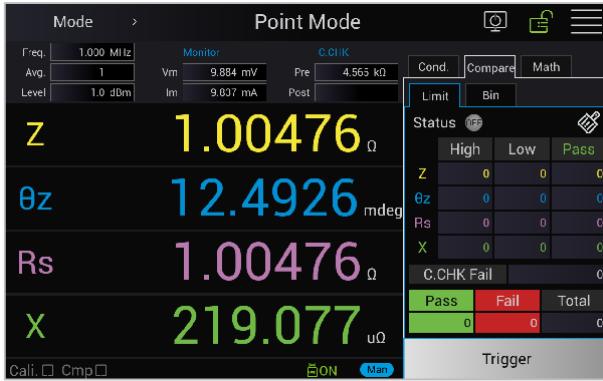 Mode > Point Mode
Freq. 1.000 MHz Monitor C.CHK
Avg. 1 Vm 9.884 mV Pre 4.565 kΩ
Level 1.0 dBm Im 9.837 mA Post
Cond. Compare Math
Limit Bin
Status OFF
High Low Pass
Z 0 0 0
θz 0 0 0
Rs 0 0 0
X 0 0 0
C.CHK Fail 0
Pass Fail Total
0 0 0
Trigger
Z 1.00476 Ω
θz 12.4926 mdeg
Rs 1.00476 Ω
X 219.077 uΩ
Cali. Cmp ON Man